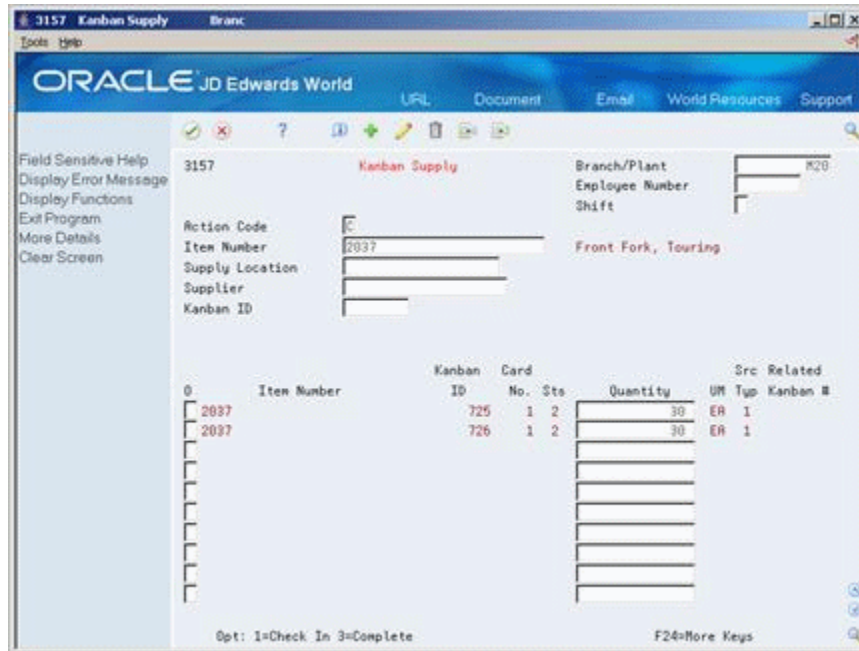 3157 Kanban Supply Branc
Tools Help
ORACLE JD Edwards World
URL Document Email World Resources Support
Field Sensitive Help
Display Error Message
Display Functions
Exit Program
More Details
Clear Screen
3157 Kanban Supply Branch/Plant M20
Employee Number
Shift
Action Code C
Item Number 2037 Front Fork, Touring
Supply Location
Supplier
Kanban ID
Kanban Card Src Related
O Item Number ID No. Sts Quantity UM Typ Kanban #
2037 725 1 2 30 EA 1
2037 726 1 2 30 EA 1
Opt: 1=Check In 3=Complete F24=More Keys